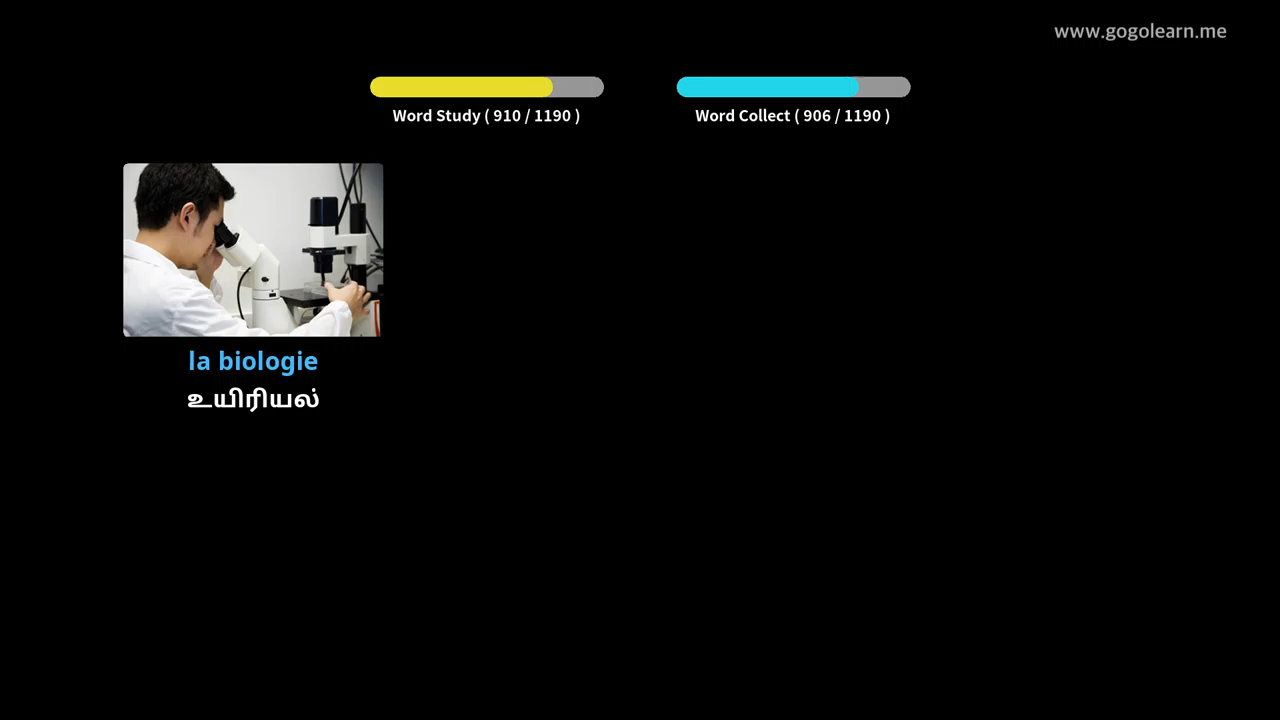 www.gogolearn.me
Word Study ( 910 / 1190 )
Word Collect ( 906 / 1190 )
la biologie
உயிரியல்